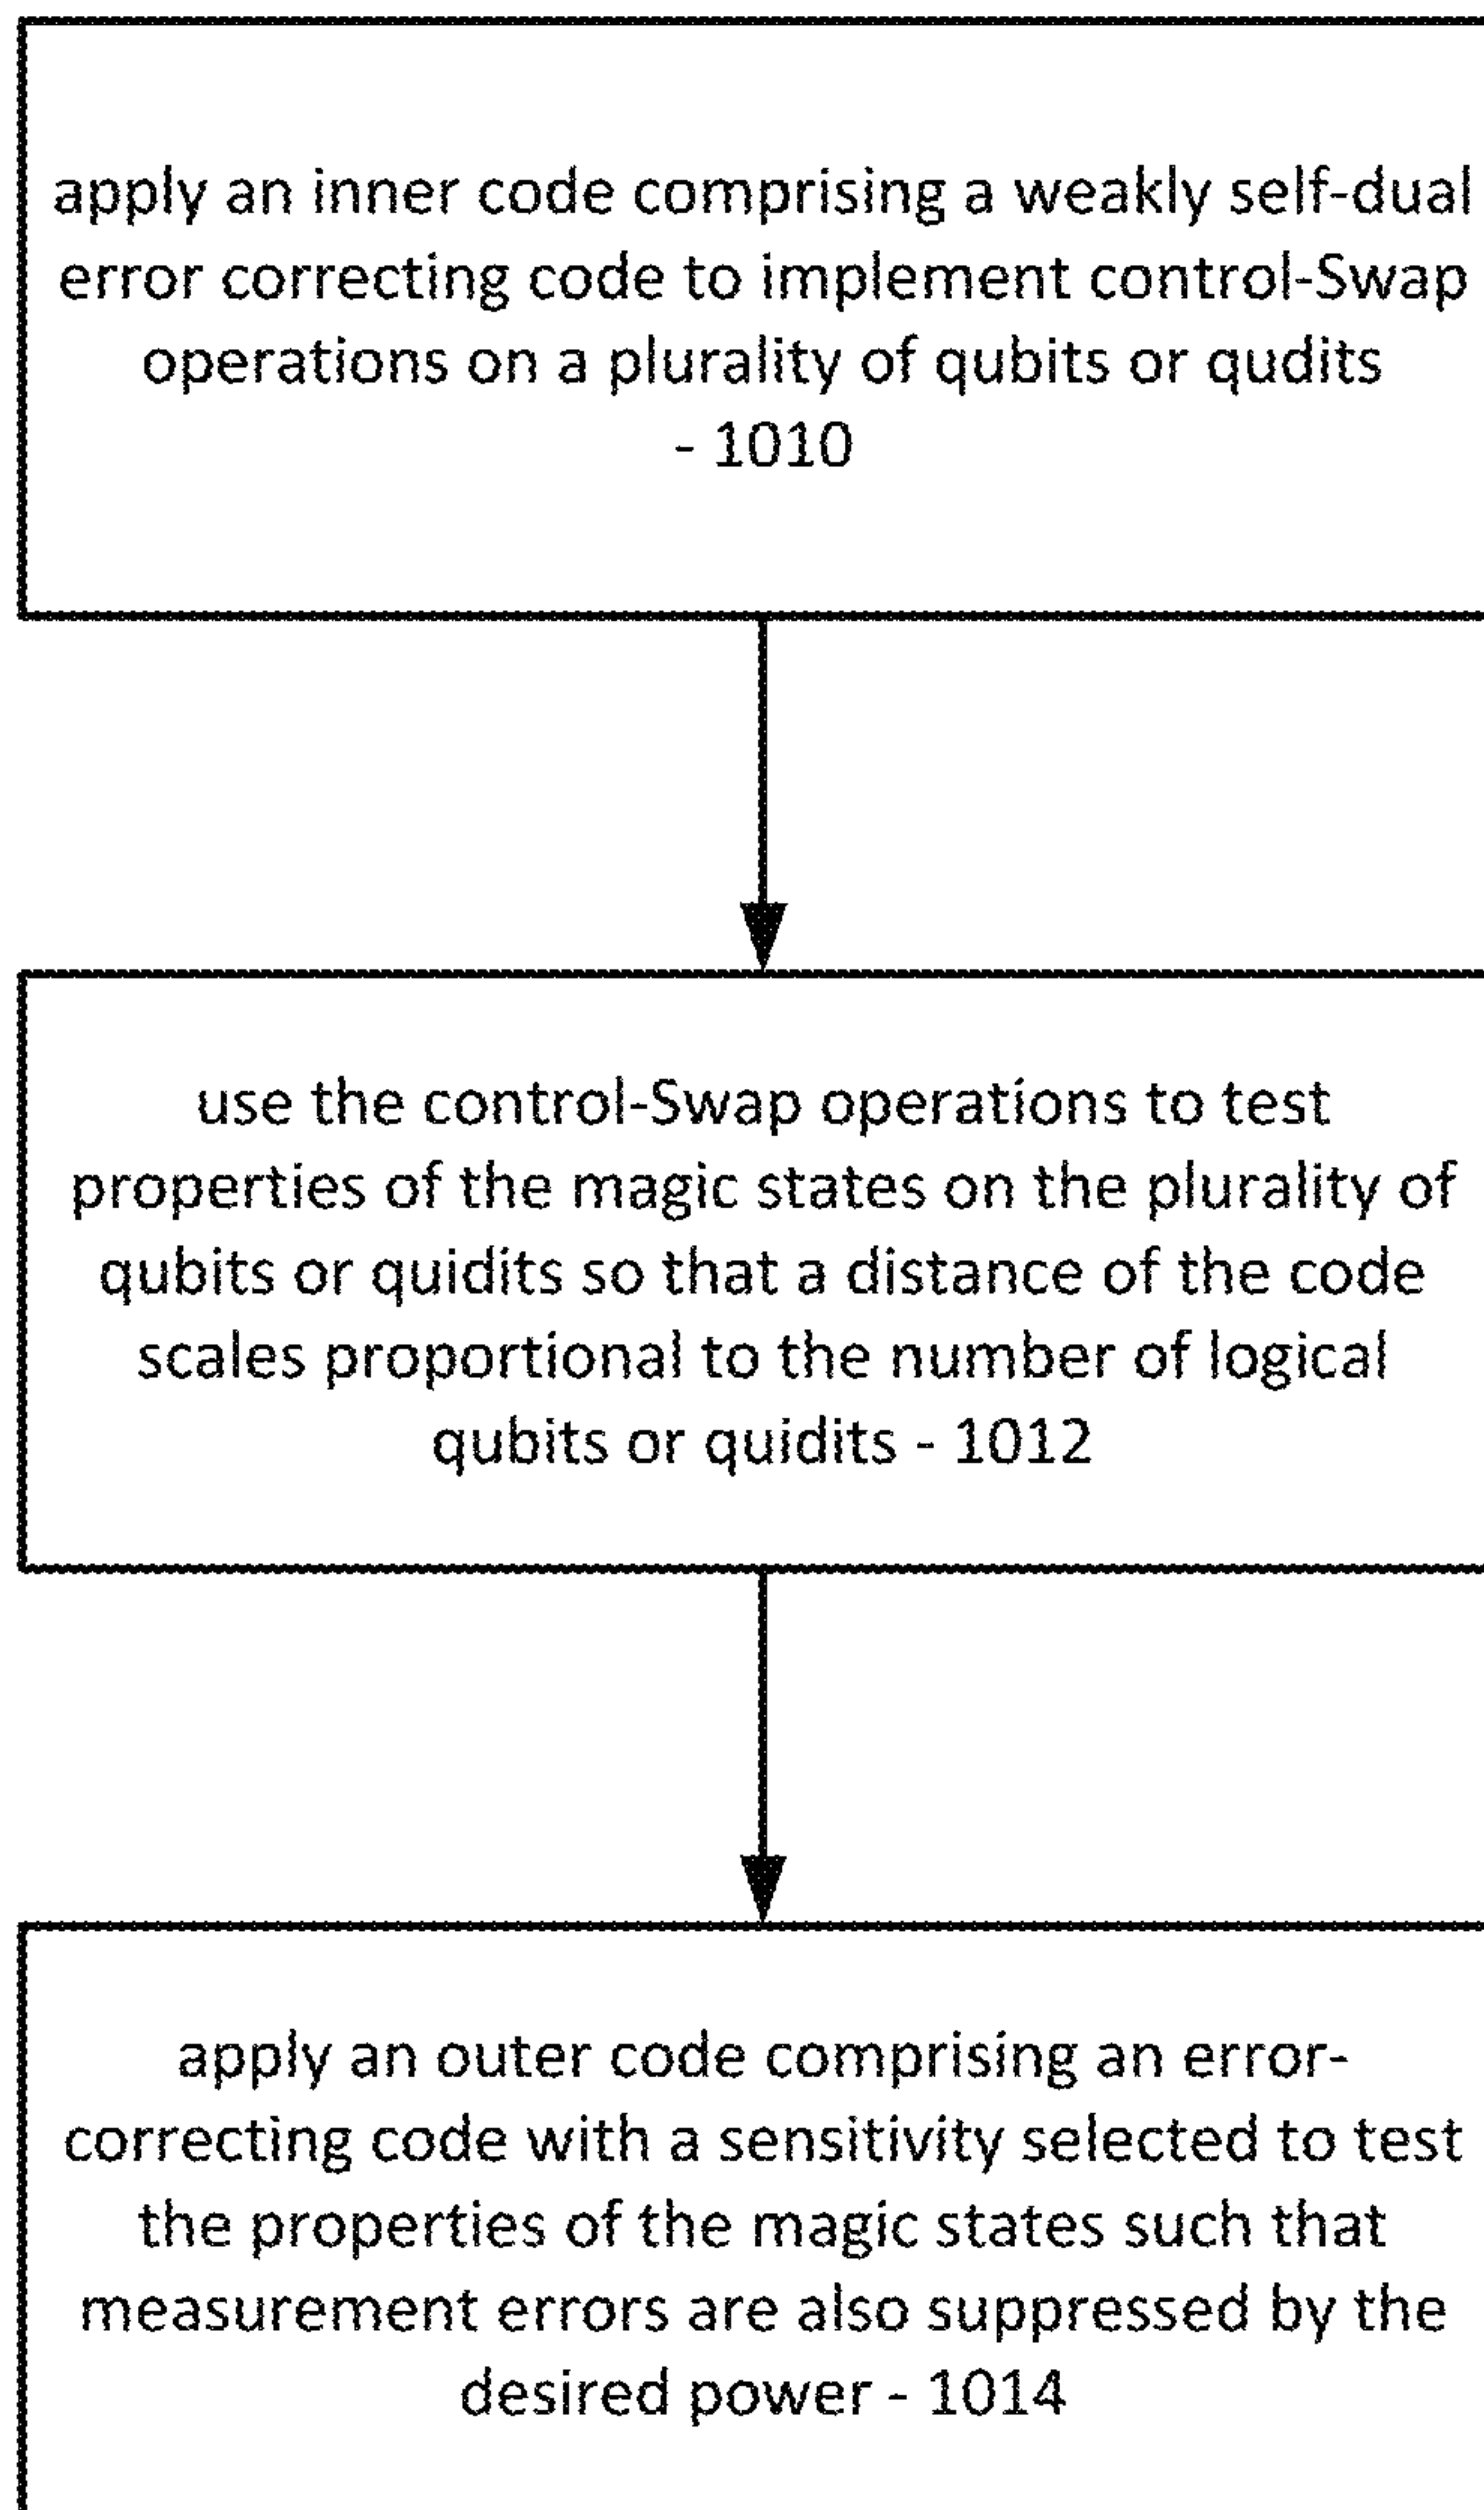 apply an inner code comprising a weakly self-dual
error correcting code to implement control-Swap
operations on a plurality of qubits or qudits
- 1010
use the control-Swap operations to test
properties of the magic states on the plurality of
qubits or quidits so that a distance of the code
scales proportional to the number of logical
qubits or quidits - 1012
apply an outer code comprising an error-
correcting code with a sensitivity selected to test
the properties of the magic states such that
measurement errors are also suppressed by the
desired power - 1014